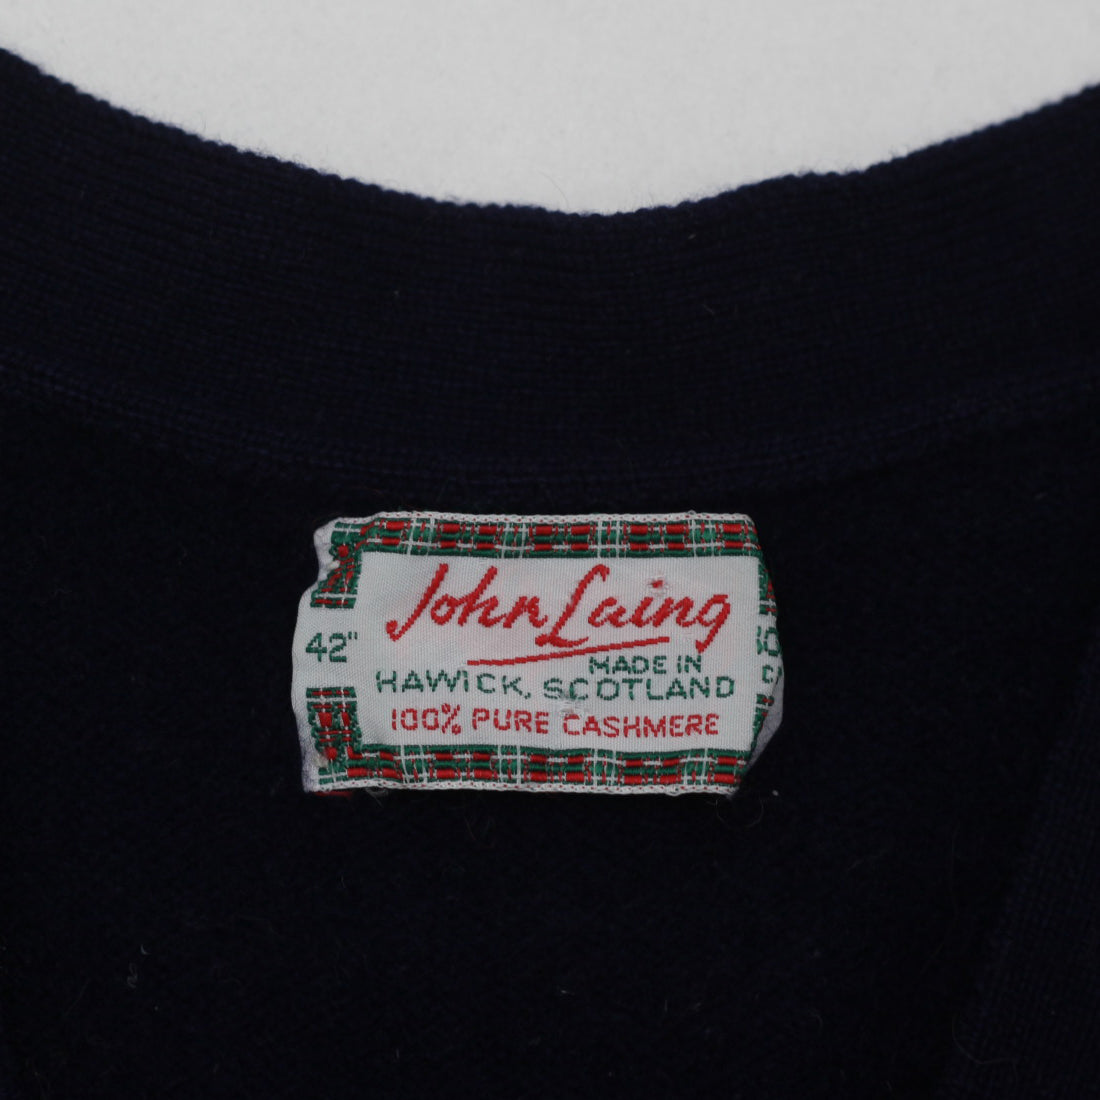 John Laing
42"
MADE IN
HAWICK, SCOTLAND
100% PURE CASHMERE